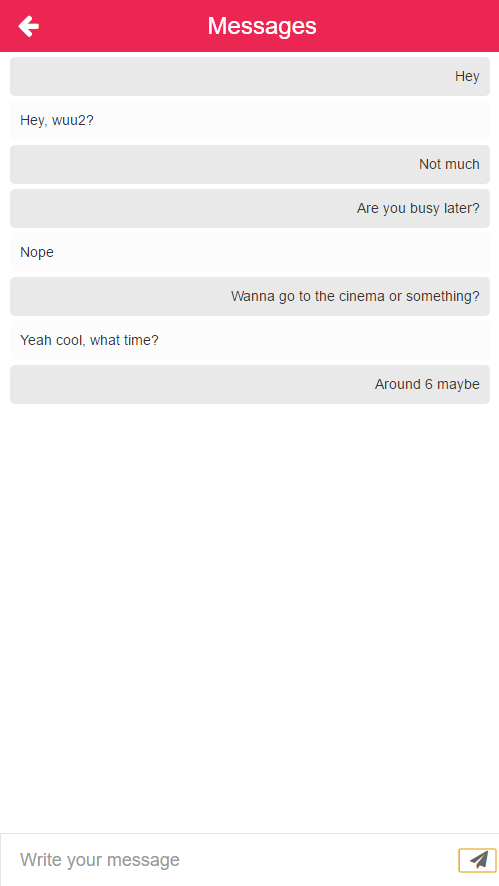 Messages
Hey
Hey, wuu2?
Not much
Are you busy later?
Nope
Wanna go to the cinema or something?
Yeah cool, what time?
Around 6 maybe
Write your message